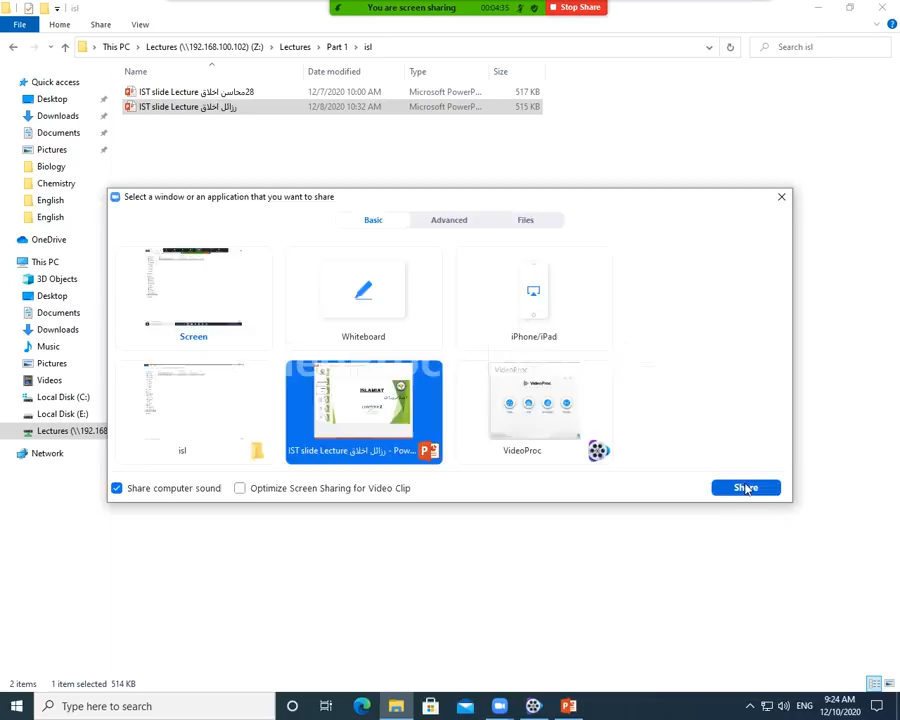 isl
You are screen sharing
00:04:35
Stop Share
File
Home
Share
View
This PC > Lectures (\\192.168.100.102) (Z:) > Lectures > Part 1 > isl
Search isl
Name
Date modified
Type
Size
Quick access
Desktop
Downloads
Documents
Pictures
Biology
Chemistry
English
English
OneDrive
This PC
3D Objects
Desktop
Documents
Downloads
Music
Pictures
Videos
Local Disk (C:)
Local Disk (E:)
Lectures (\\192.168
Network
IST slide Lecture محاسن اخلاق28
12/7/2020 10:00 AM
Microsoft PowerP...
517 KB
IST slide Lecture رزائل اخلاق
12/8/2020 10:32 AM
Microsoft PowerP...
515 KB
Select a window or an application that you want to share
Basic
Advanced
Files
Screen
Whiteboard
iPhone/iPad
ISLAMIAT
VideoProc
VideoProc
isl
IST slide Lecture رزائل اخلاق - Pow...
VideoProc
Share computer sound
Optimize Screen Sharing for Video Clip
Share
2 items
1 item selected 514 KB
Type here to search
ENG
9:24 AM
12/10/2020